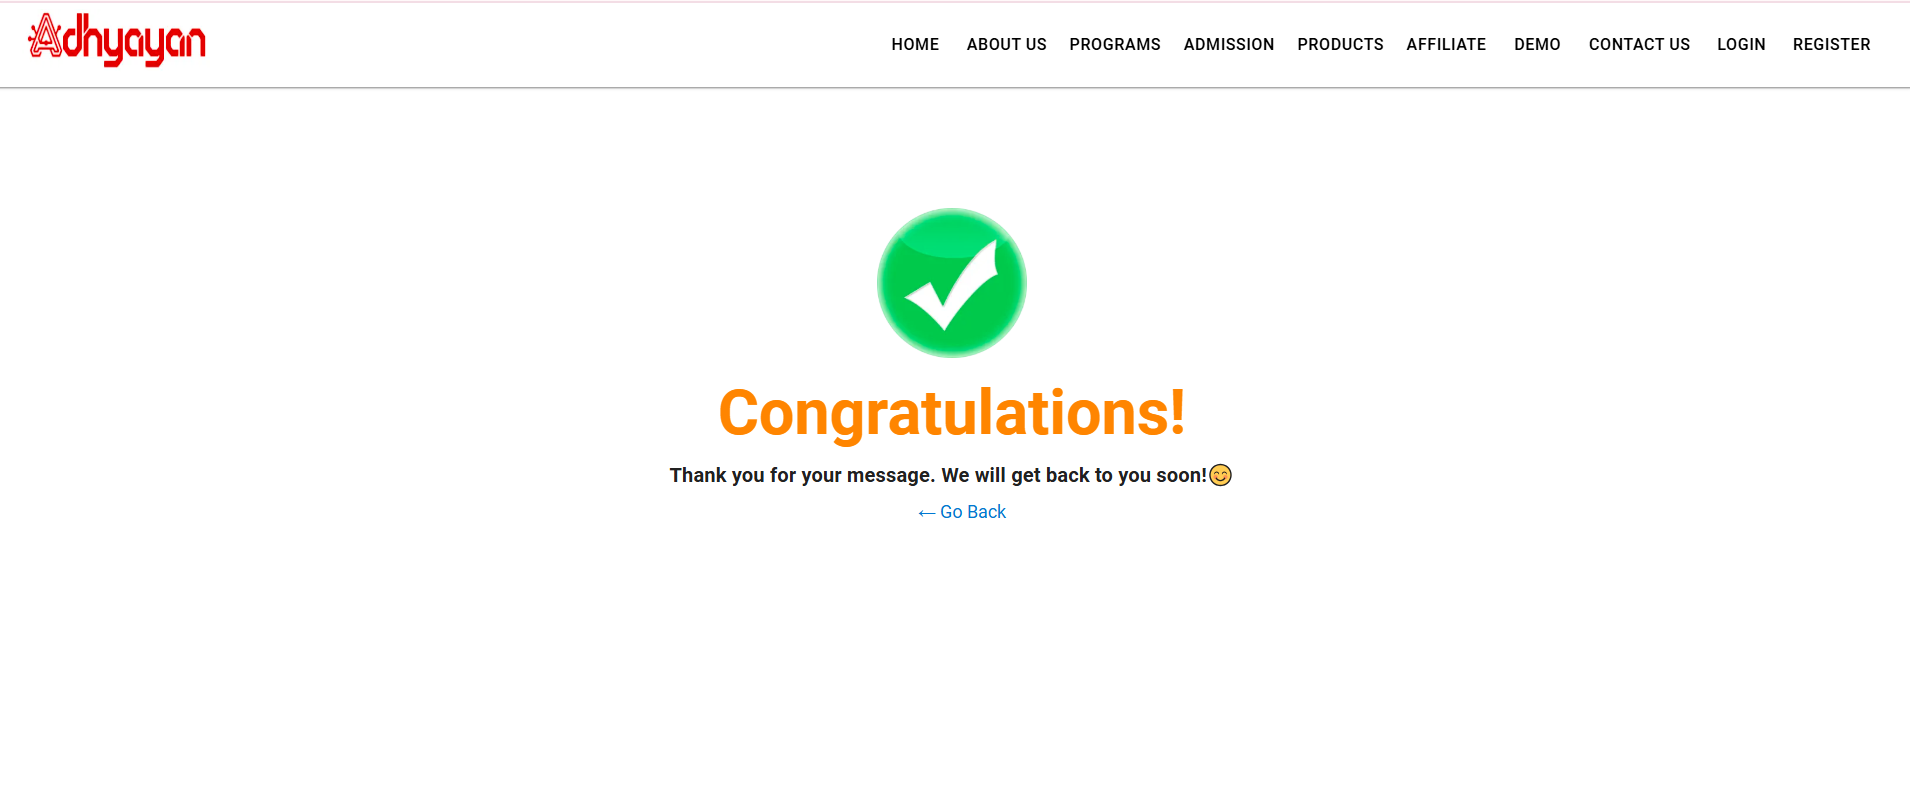 Adhyayan
HOME ABOUT US PROGRAMS ADMISSION PRODUCTS AFFILIATE DEMO CONTACT US LOGIN REGISTER
Congratulations!
Thank you for your message. We will get back to you soon!😊
← Go Back